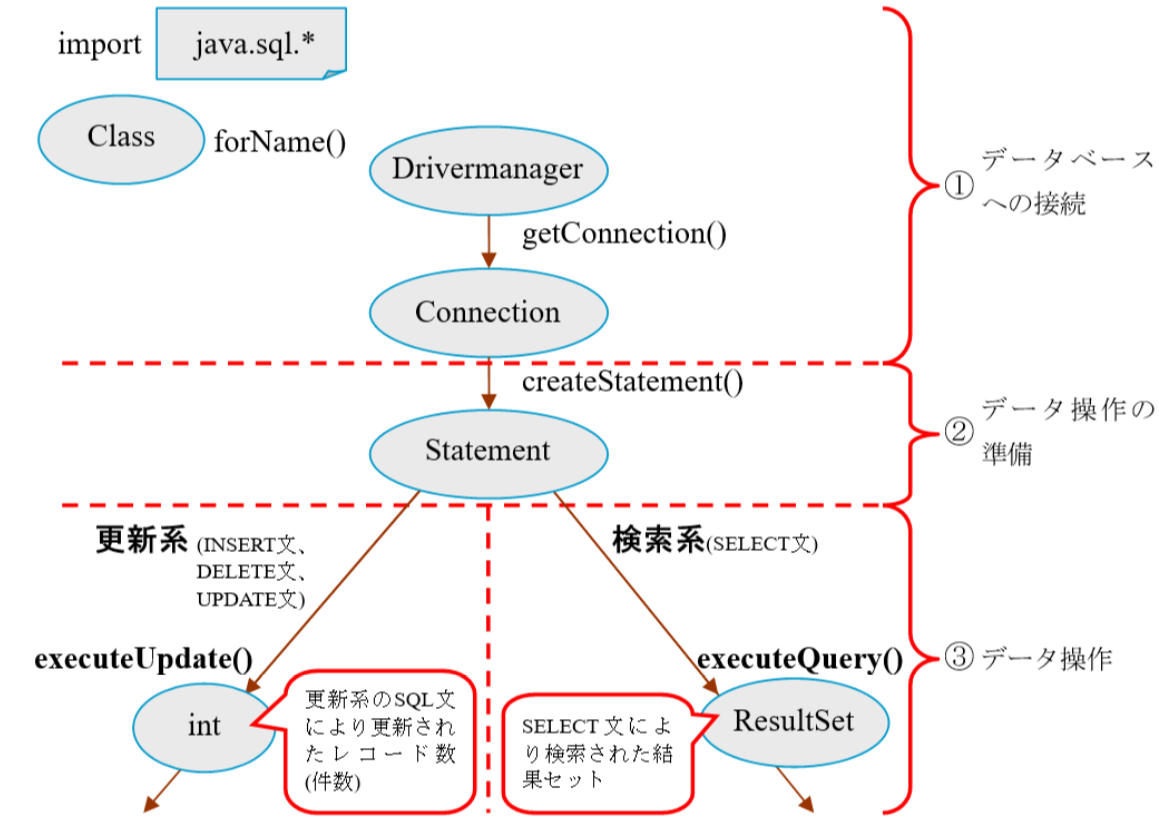 import java.sql.*
Class forName()
Drivermanager
getConnection()
Connection
① データベース
への接続
createStatement()
Statement
② データ操作の
準備
更新系 (INSERT文、
DELETE文、
UPDATE文)
検索系(SELECT文)
executeUpdate()
executeQuery()
③ データ操作
int
更新系のSQL文
により更新され
たレコード数
(件数)
SELECT文によ
り検索された結
果セット
ResultSet